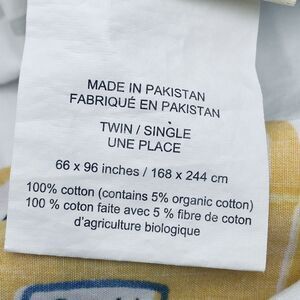 MADE IN PAKISTAN
FABRIQUÉ EN PAKISTAN
TWIN / SINGLE
UNE PLACE
66 x 96 inches / 168 x 244 cm
100% cotton (contains 5% organic cotton)
100 % coton faite avec 5 % fibre de coton
d'agriculture biologique